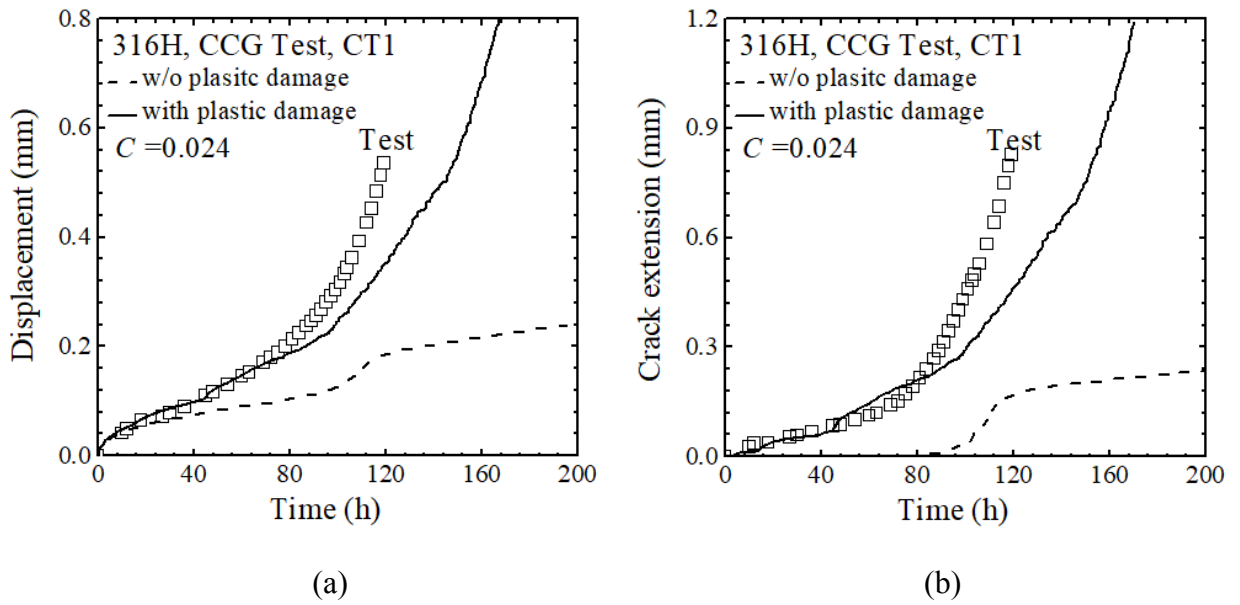 0.8
0.6
0.4
0.2
0.0
Displacement (mm)
316H, CCG Test, CT1
w/o plasitc damage
with plastic damage
C =0.024
Test
0
40
80
120
160
200
Time (h)
(a)
1.2
0.9
0.6
0.3
0.0
Crack extension (mm)
316H, CCG Test, CT1
w/o plasitc damage
with plastic damage
C =0.024
Test
0
40
80
120
160
200
Time (h)
(b)